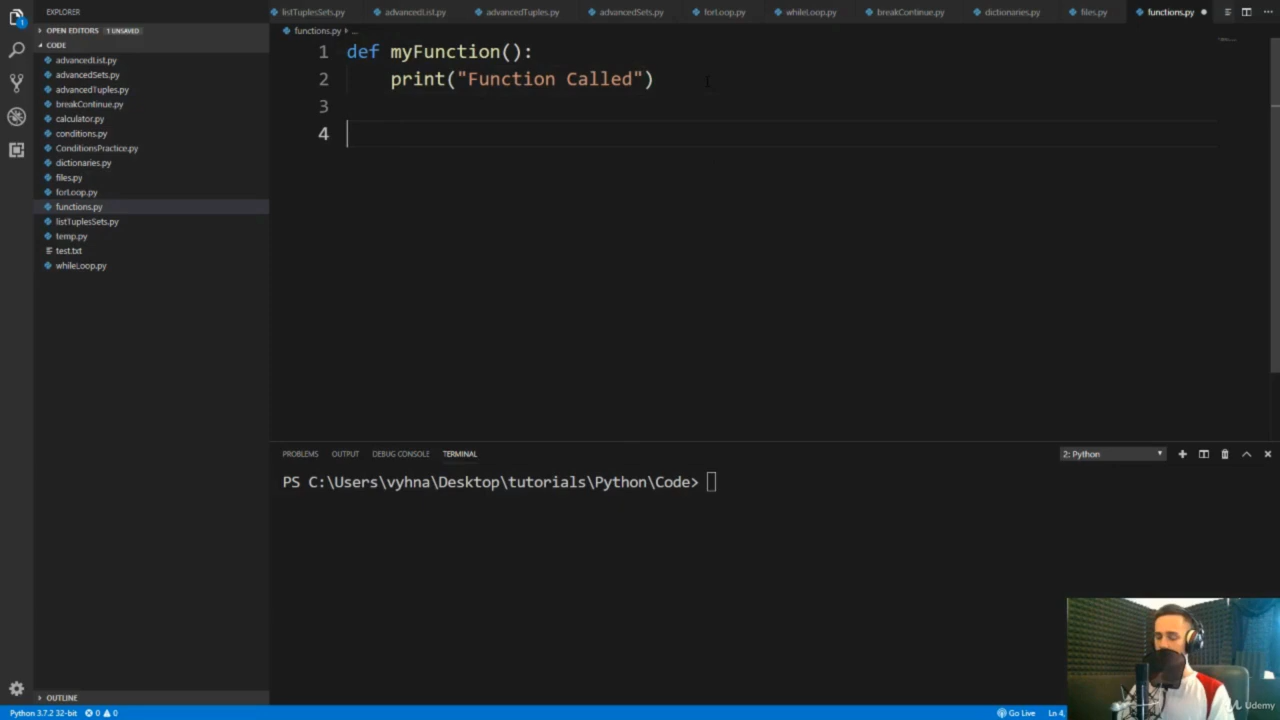 EXPLORER
OPEN EDITORS 1 UNSAVED
CODE
advancedList.py
advancedSets.py
advancedTuples.py
breakContinue.py
calculator.py
conditions.py
ConditionsPractice.py
dictionaries.py
files.py
forLoop.py
functions.py
listTuplesSets.py
temp.py
test.txt
whileLoop.py
OUTLINE
listTuplesSets.py advancedList.py advancedTuples.py advancedSets.py forLoop.py whileLoop.py breakContinue.py dictionaries.py files.py functions.py
functions.py › ...
1 def myFunction():
2 print("Function Called")
3
4
PROBLEMS OUTPUT DEBUG CONSOLE TERMINAL 2: Python
PS C:\Users\vyhna\Desktop\tutorials\Python\Code>
Python 3.7.2 32-bit 0 0 Go Live Ln 4,
Udemy